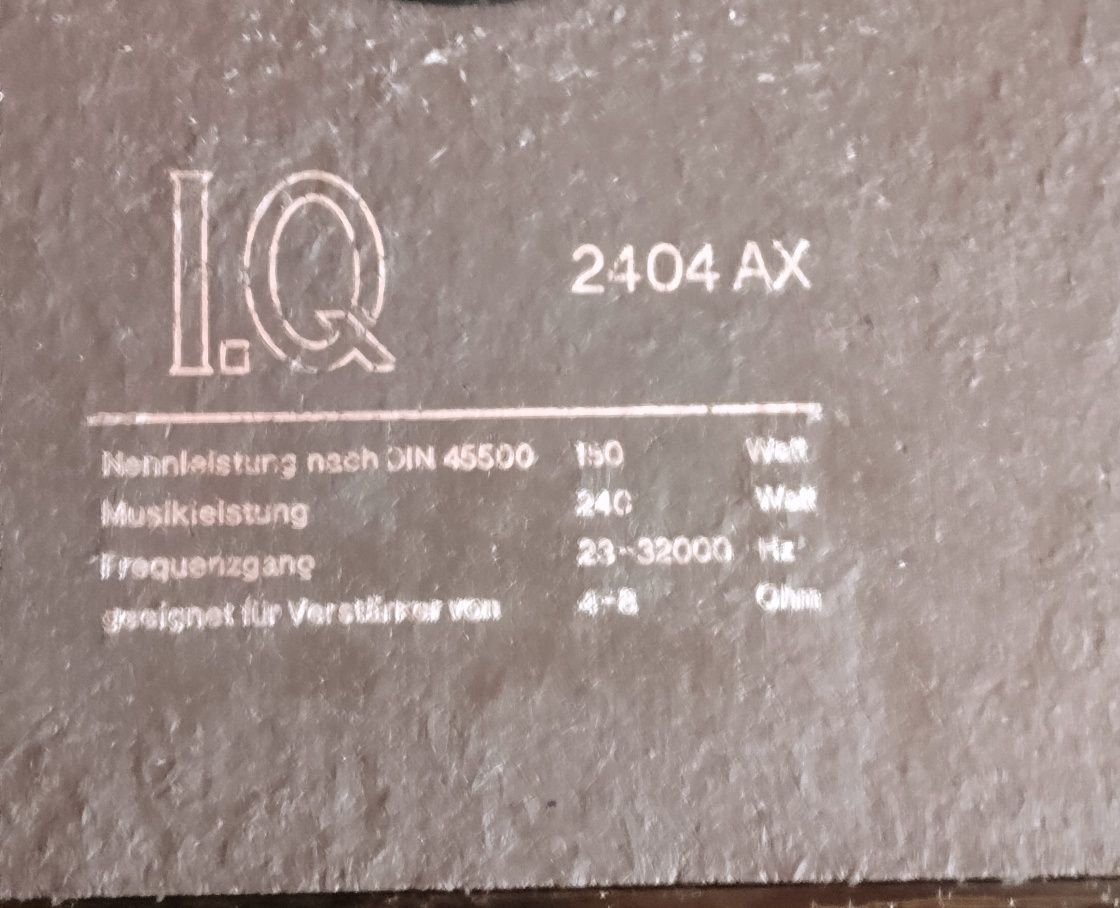 I.Q 2404 AX
Nennleistung nach DIN 45500 150 Watt
Musikleistung 240 Watt
Frequenzgang 23-32000 Hz
geeignet für Verstärker von 4-8 Ohm